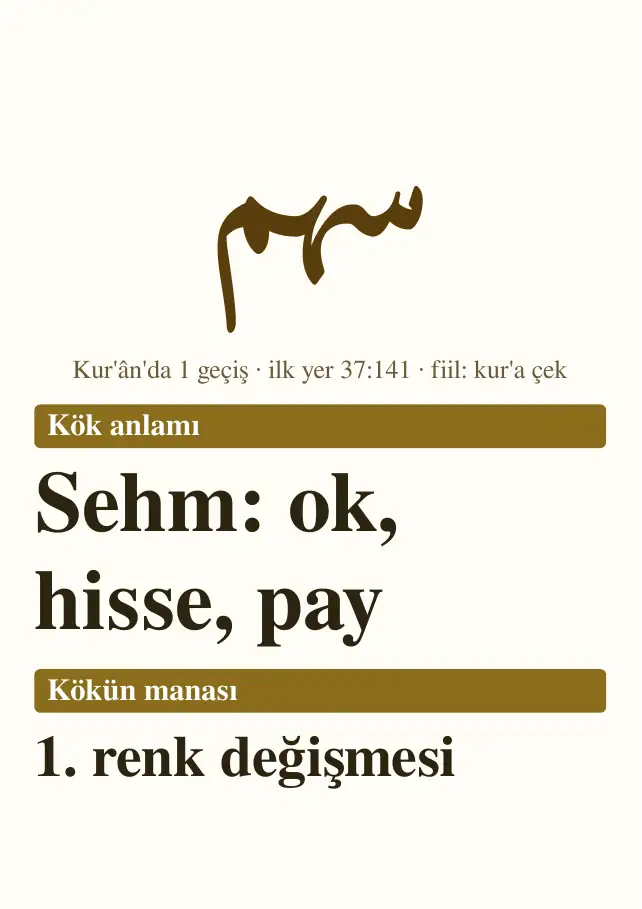 سهم
Kur'ân'da 1 geçiş · ilk yer 37:141 · fiil: kur'a çek
Kök anlamı
Sehm: ok,
hisse, pay
Kökün manası
1. renk değişmesi